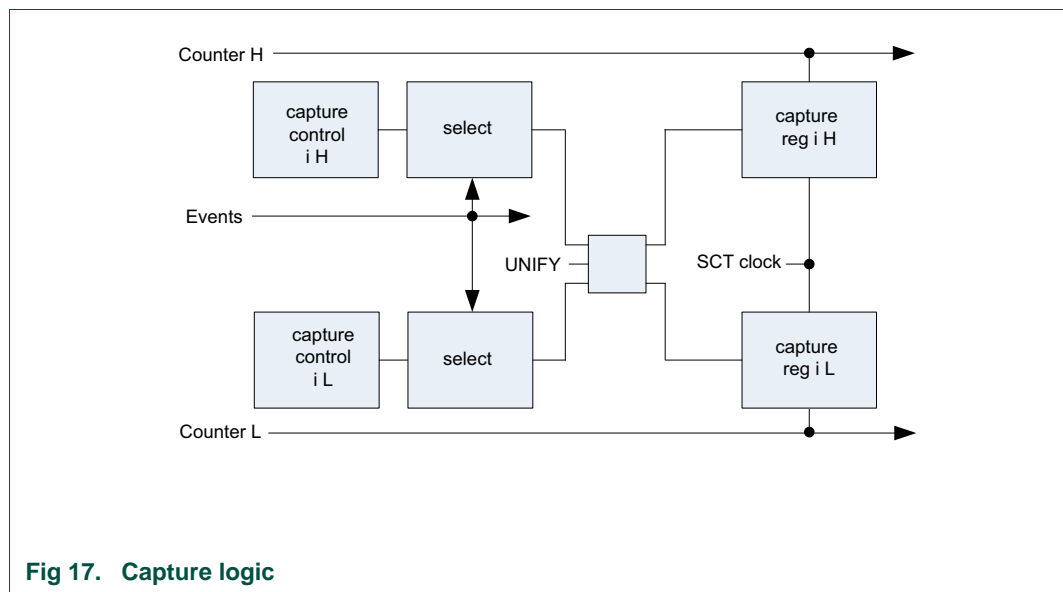 Counter H
capture
control
i H
select
capture
reg i H
Events
UNIFY
SCT clock
capture
control
i L
select
capture
reg i L
Counter L
Fig 17. Capture logic